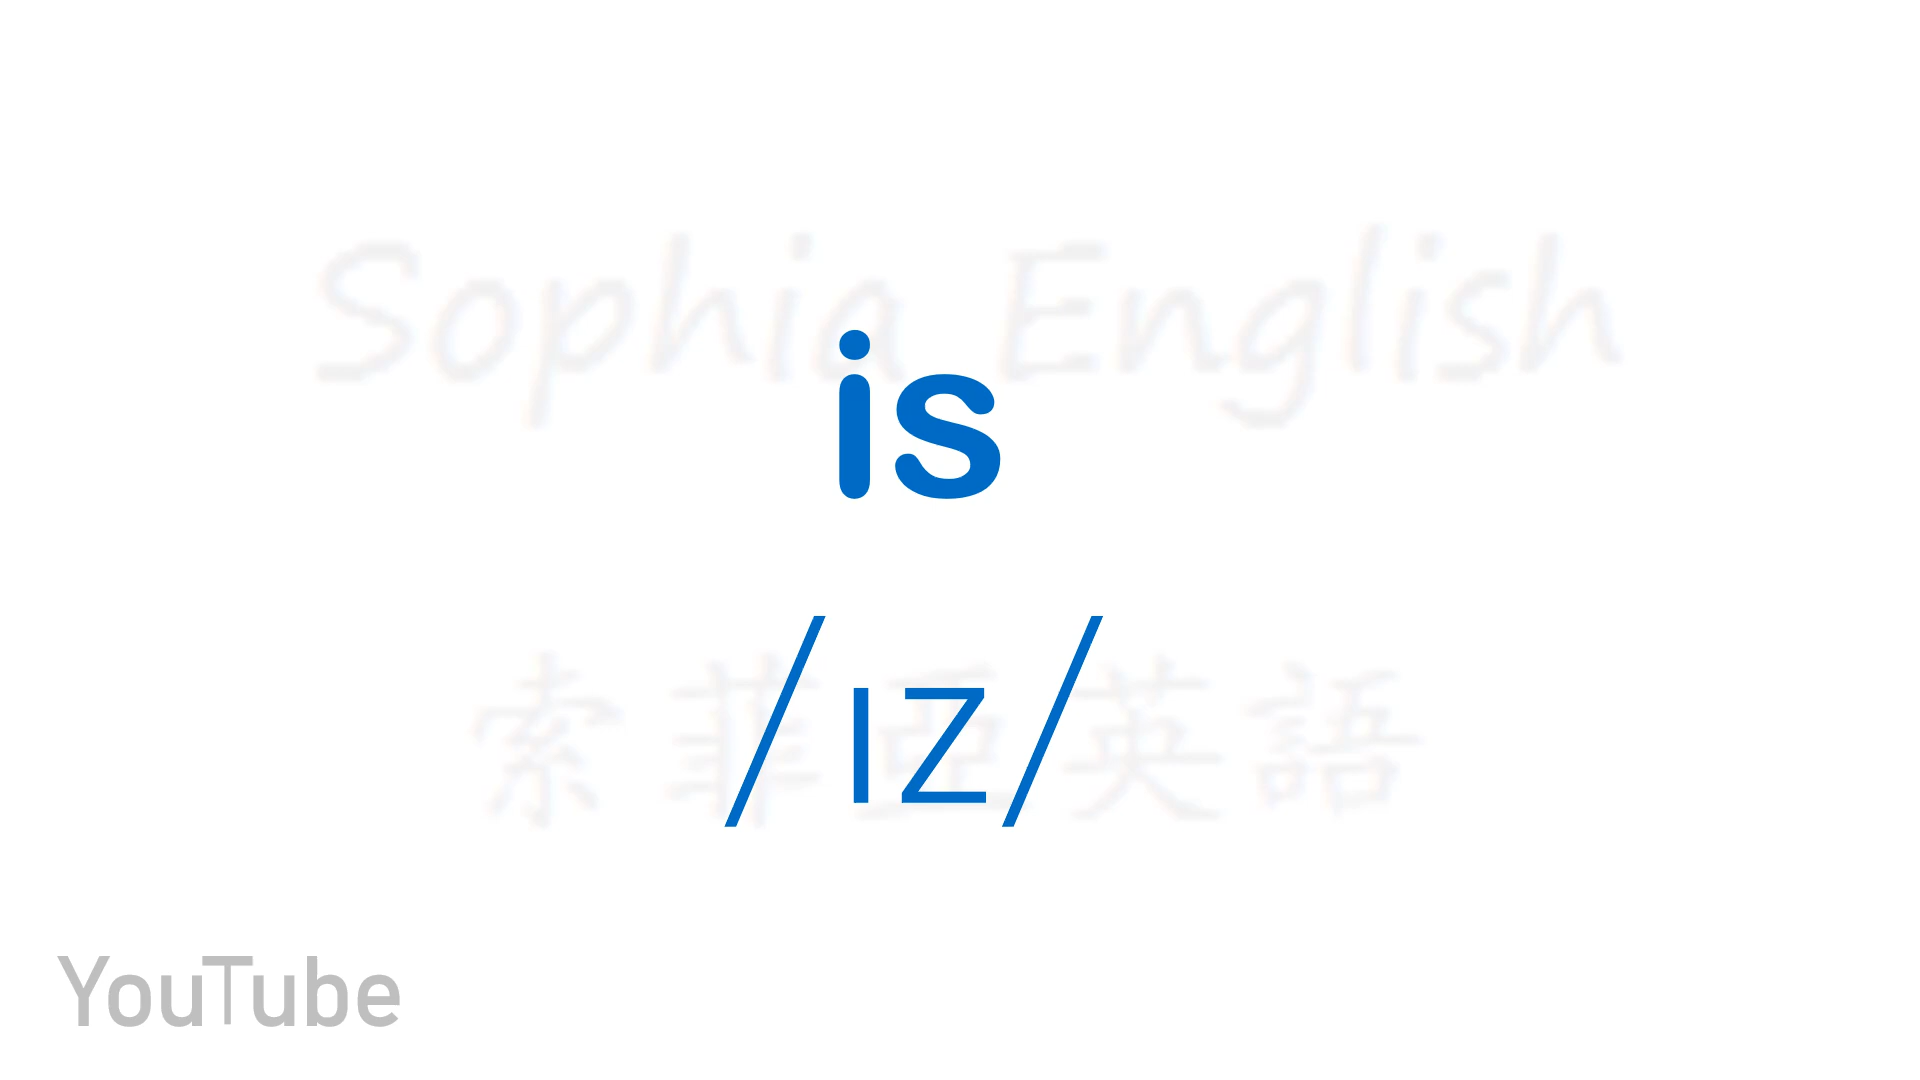 Sophia English
is
/ɪz/
索菲亞英語
YouTube